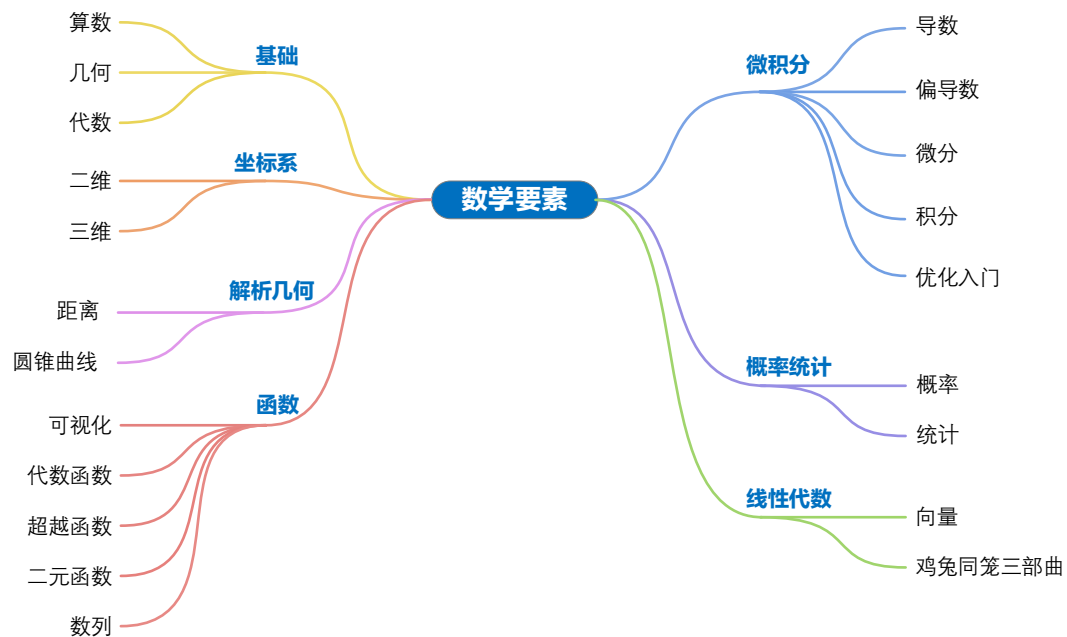 数学要素
基础
算数
几何
代数
坐标系
二维
三维
解析几何
距离
圆锥曲线
函数
可视化
代数函数
超越函数
二元函数
数列
微积分
导数
偏导数
微分
积分
优化入门
概率统计
概率
统计
线性代数
向量
鸡兔同笼三部曲